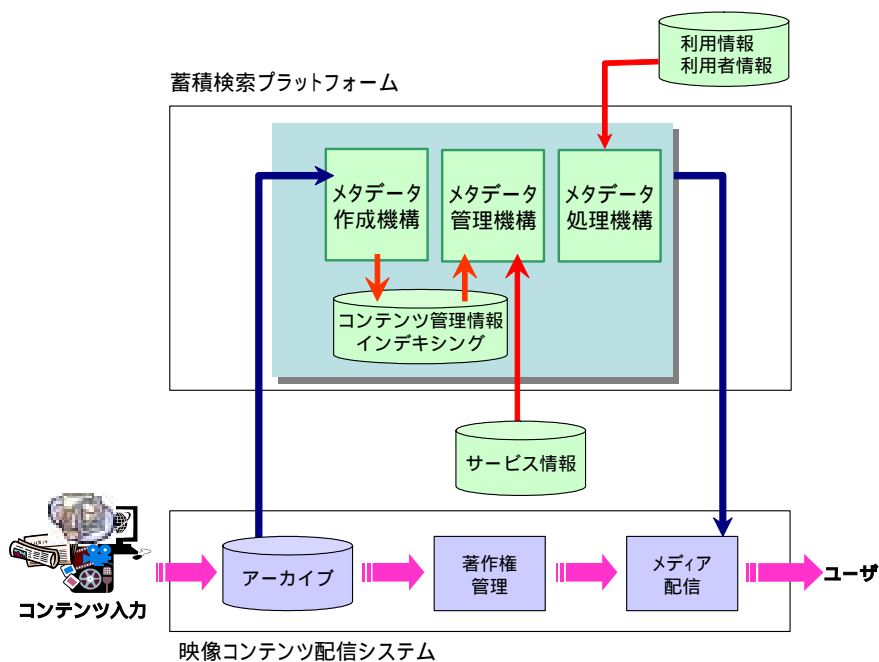 利用情報
利用者情報
蓄積検索プラットフォーム
メタデータ
作成機構
メタデータ
管理機構
メタデータ
処理機構
コンテンツ管理情報
インデキシング
サービス情報
アーカイブ
著作権
管理
メディア
配信
ユーザ
コンテンツ入力
映像コンテンツ配信システム